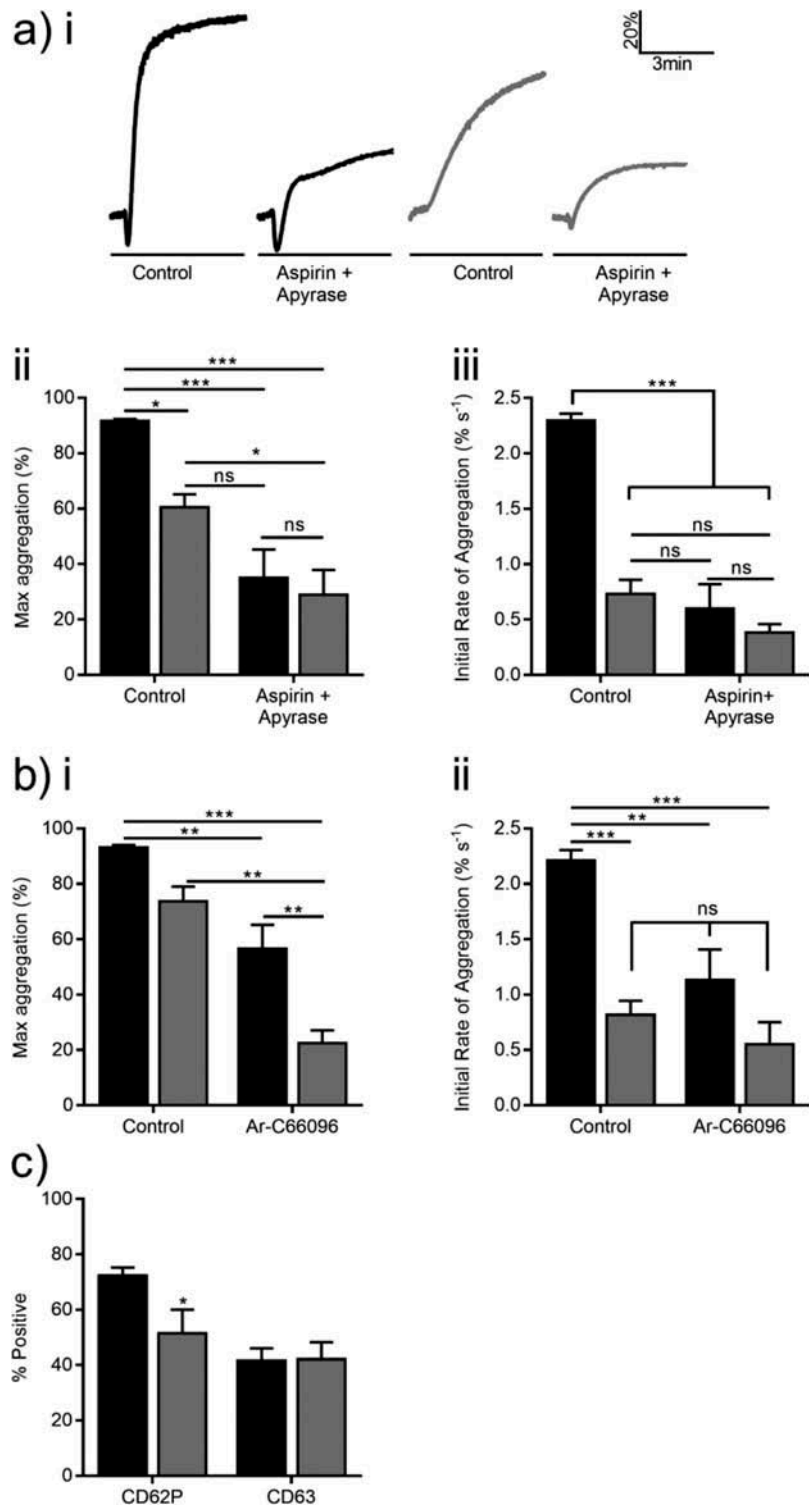 a) i
20%
3min
Control
Aspirin +
Apyrase
Control
Aspirin +
Apyrase
ii
Max aggregation (%)
100
80
60
40
20
0
***
***
*
*
ns
ns
Control
Aspirin +
Apyrase
iii
Initial Rate of Aggregation (% s⁻¹)
2.5
2.0
1.5
1.0
0.5
0.0
***
ns
ns
ns
Control
Aspirin+
Apyrase
b) i
Max aggregation (%)
100
80
60
40
20
0
***
**
**
**
Control
Ar-C66096
ii
Initial Rate of Aggregation (% s⁻¹)
2.5
2.0
1.5
1.0
0.5
0.0
***
**
***
ns
Control
Ar-C66096
c)
% Positive
100
80
60
40
20
0
*
CD62P
CD63